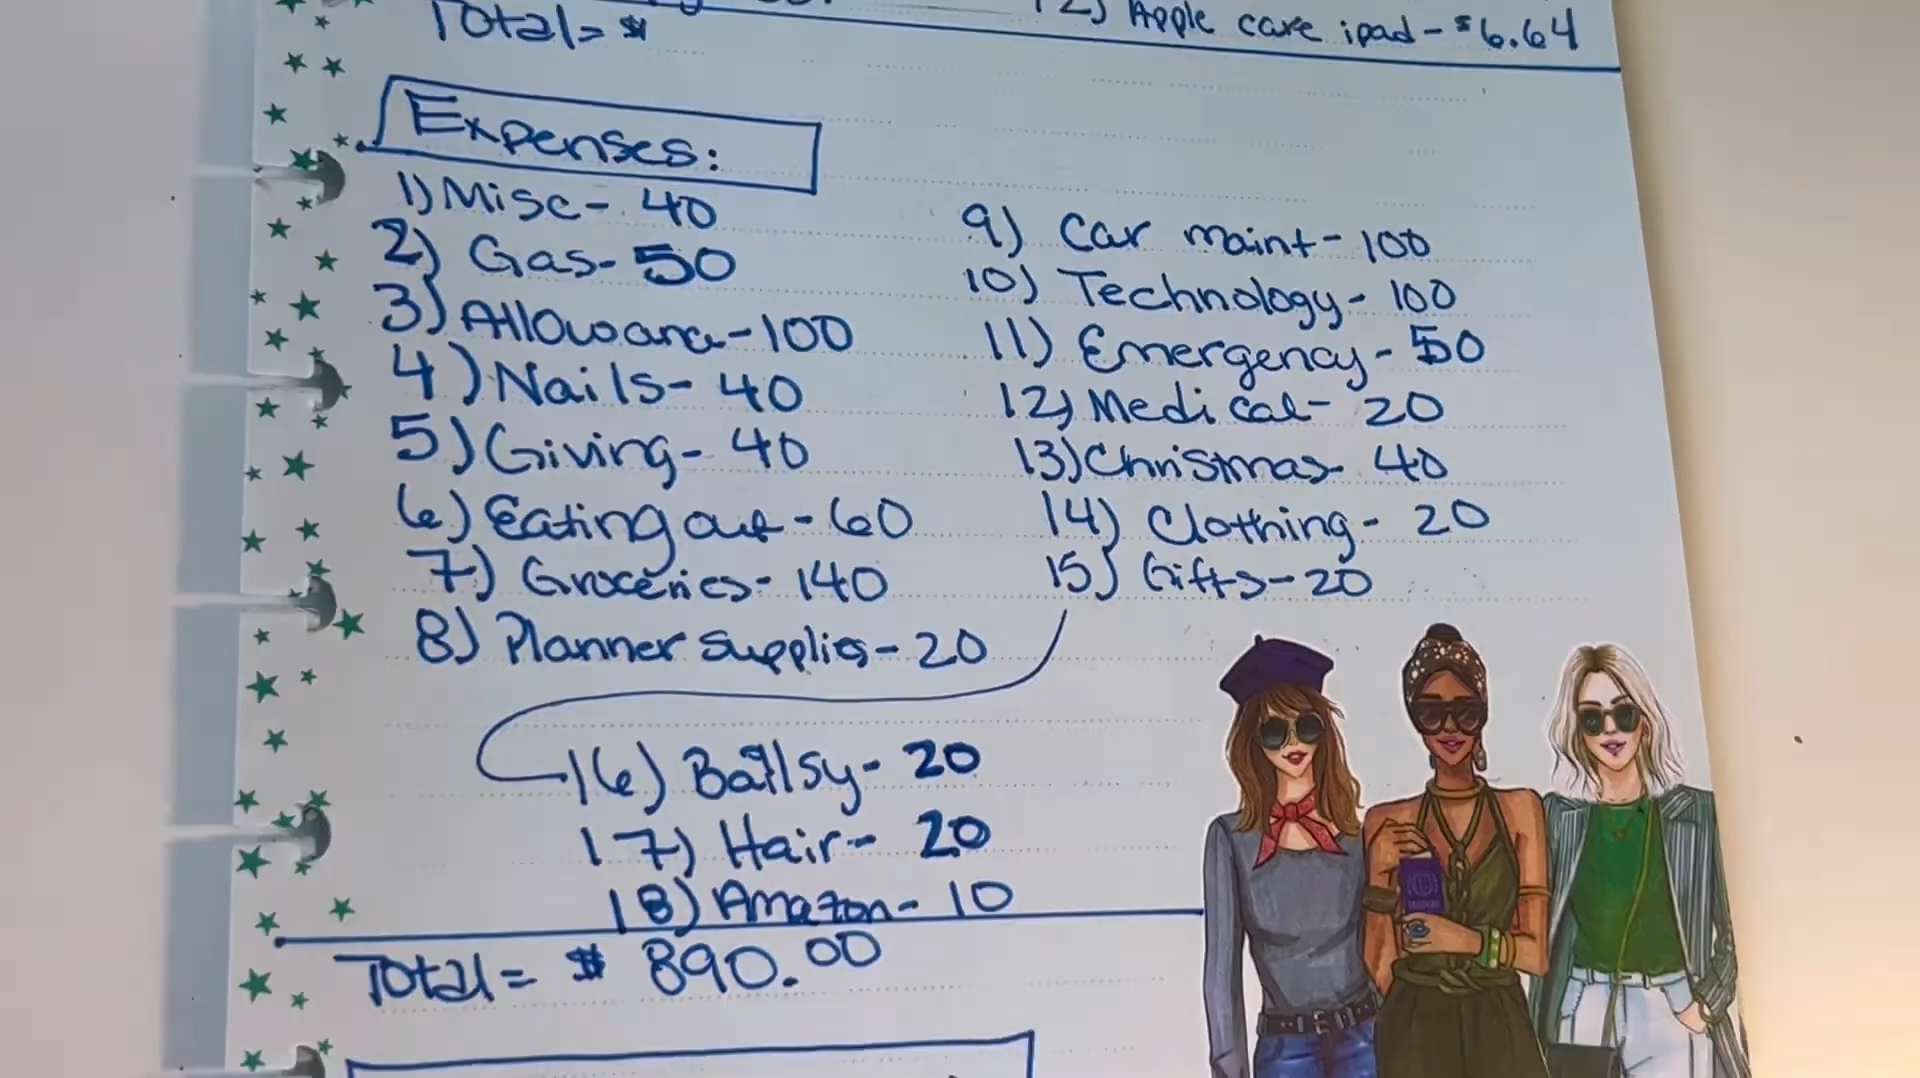 Total= $
12) Apple care ipad- $6.64
Expenses:
1) Misc- 40
2) Gas- 50
3) Allowance- 100
4) Nails- 40
5) Giving- 40
6) Eating out- 60
7) Groceries- 140
8) Planner Supplies- 20
9) Car maint- 100
10) Technology- 100
11) Emergency- 50
12) Medical- 20
13) Christmas- 40
14) Clothing- 20
15) Gifts- 20
16) Ballsy- 20
17) Hair- 20
18) Amazon- 10
Total= $ 890.00